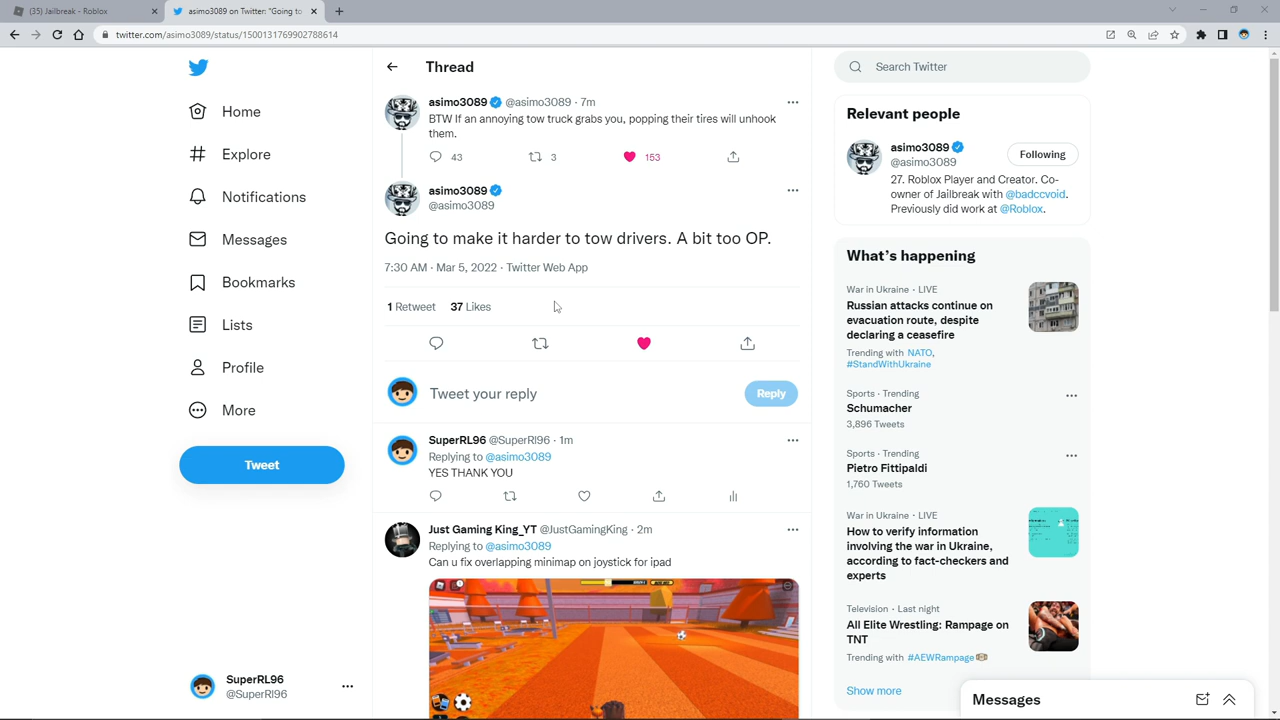 (35) Jailbreak - Roblox
asimo3089 on Twitter: "Going to
twitter.com/asimo3089/status/1500131769902788614
Home
Explore
Notifications
Messages
Bookmarks
Lists
Profile
More
Tweet
SuperRL96
@SuperRl96
Thread
asimo3089 @asimo3089 · 7m
BTW If an annoying tow truck grabs you, popping their tires will unhook
them.
43
3
153
asimo3089
@asimo3089
Going to make it harder to tow drivers. A bit too OP.
7:30 AM · Mar 5, 2022 · Twitter Web App
1 Retweet 37 Likes
Tweet your reply
Reply
SuperRL96 @SuperRl96 · 1m
Replying to @asimo3089
YES THANK YOU
Just Gaming King_YT @JustGamingKing · 2m
Replying to @asimo3089
Can u fix overlapping minimap on joystick for ipad
Search Twitter
Relevant people
asimo3089
@asimo3089
Following
27. Roblox Player and Creator. Co-
owner of Jailbreak with @badccvoid.
Previously did work at @Roblox.
What's happening
War in Ukraine · LIVE
Russian attacks continue on
evacuation route, despite
declaring a ceasefire
Trending with NATO,
#StandWithUkraine
Sports · Trending
Schumacher
3,896 Tweets
Sports · Trending
Pietro Fittipaldi
1,760 Tweets
War in Ukraine · LIVE
How to verify information
involving the war in Ukraine,
according to fact-checkers and
experts
Television · Last night
All Elite Wrestling: Rampage on
TNT
Trending with #AEWRampage
Show more
Messages